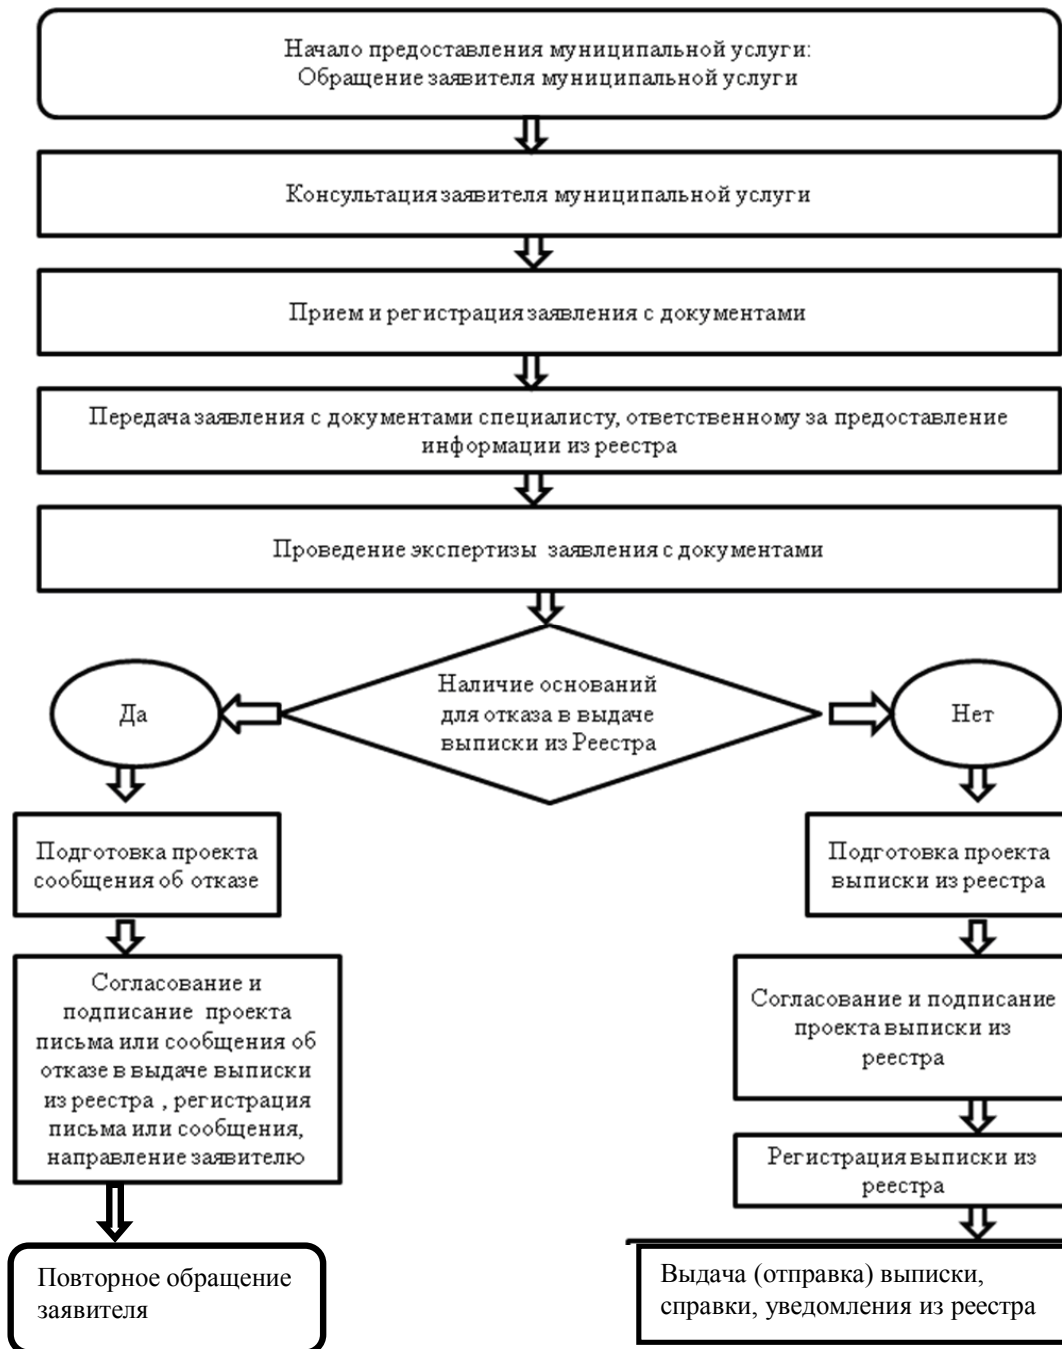 Начало предоставления муниципальной услуги:
Обращение заявителя муниципальной услуги
Консультация заявителя муниципальной услуги
Прием и регистрация заявления с документами
Передача заявления с документами специалисту, ответственному за предоставление
информации из реестра
Проведение экспертизы заявления с документами
Наличие оснований
для отказа в выдаче
выписки из Реестра
Да
Нет
Подготовка проекта
сообщения об отказе
Подготовка проекта
выписки из реестра
Согласование и
подписание проекта
письма или сообщения об
отказе в выдаче выписки
из реестра , регистрация
письма или сообщения,
направление заявителю
Согласование и подписание
проекта выписки из
реестра
Регистрация выписки из
реестра
Повторное обращение
заявителя
Выдача (отправка) выписки,
справки, уведомления из реестра